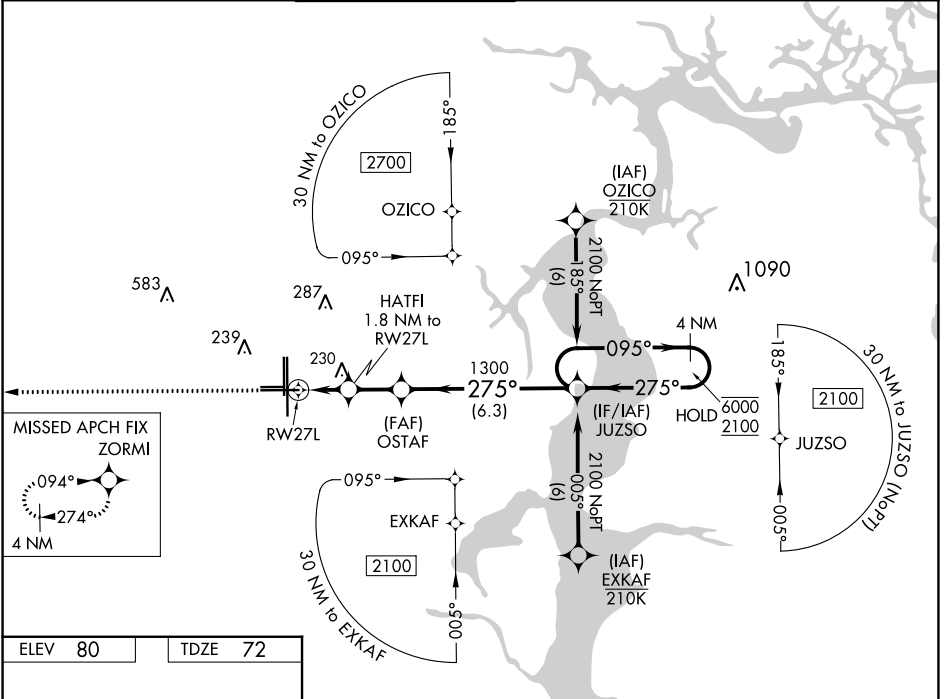 30 NM to OZICO
185°
2700
OZICO
095°
(IAF)
OZICO
210K
2100 NoPT
185°
(6)
1090
583
287
HATFI
1.8 NM to
RW27L
239
230
4 NM
095°
1300
275°
(6.3)
275°
RW27L
(FAF)
OSTAF
(IF/IAF)
JUZSO
HOLD
6000
2100
185°
30 NM to JUZSO (NoPT)
2100
JUZSO
005°
MISSED APCH FIX
ZORMI
094°
274°
4 NM
095°
EXKAF
2100
30 NM to EXKAF
005°
2100 NoPT
005°
(6)
(IAF)
EXKAF
210K
ELEV 80
TDZE 72